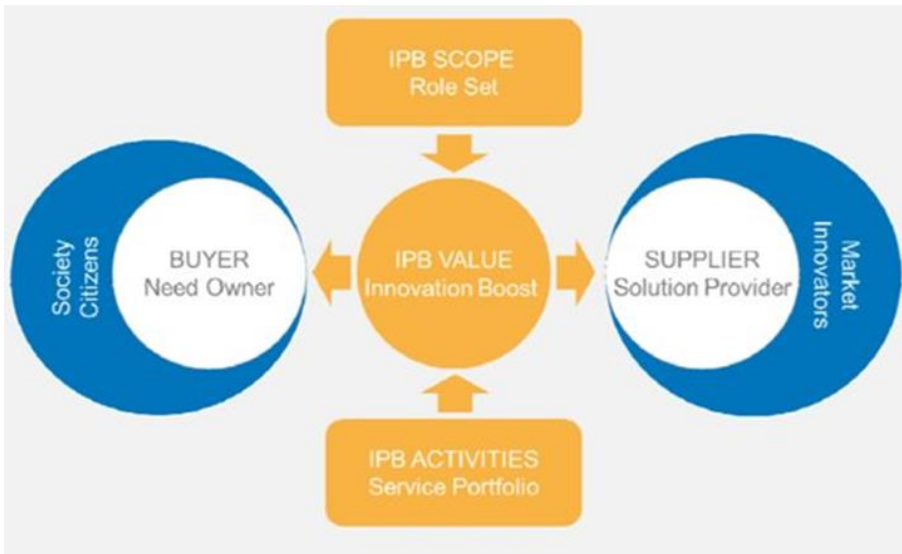 IPB SCOPE
Role Set
Society
Citizens
BUYER
Need Owner
IPB VALUE
Innovation Boost
SUPPLIER
Solution Provider
Market
Innovators
IPB ACTIVITIES
Service Portfolio